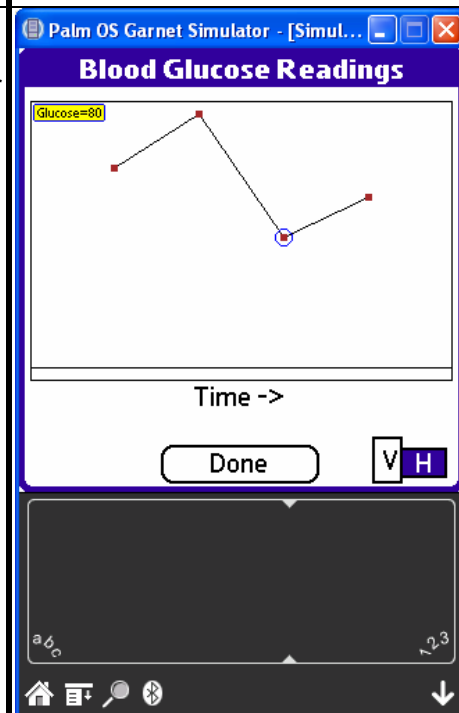 Palm OS Garnet Simulator - [Simul...
Blood Glucose Readings
Glucose=80
Time ->
Done
V H
abc
123